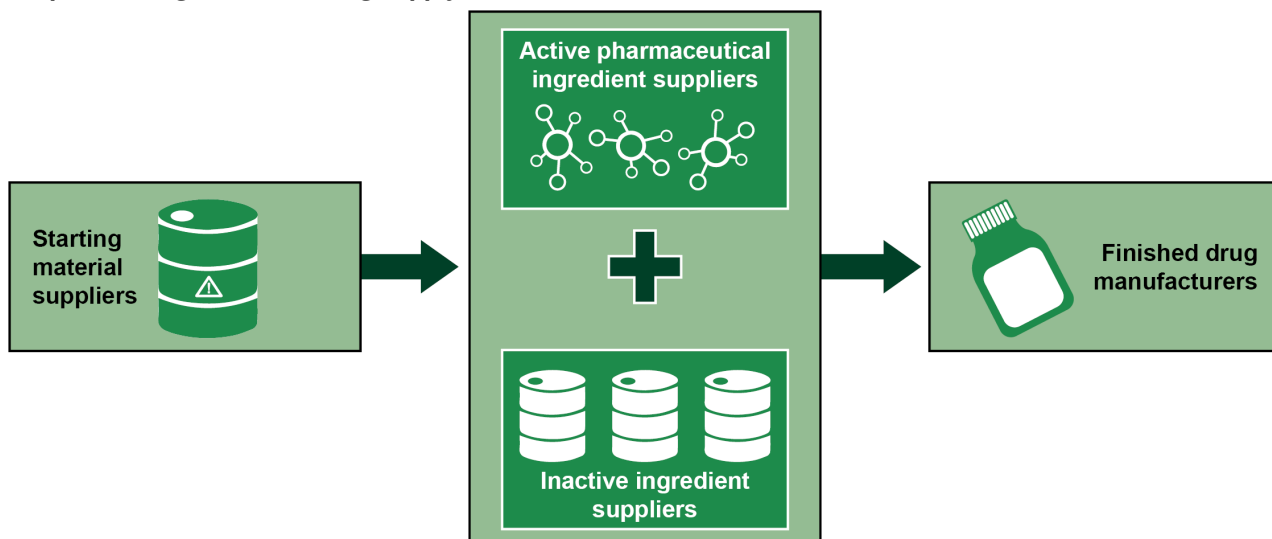 Active pharmaceutical
ingredient suppliers
Starting
material
suppliers
Finished drug
manufacturers
Inactive ingredient
suppliers